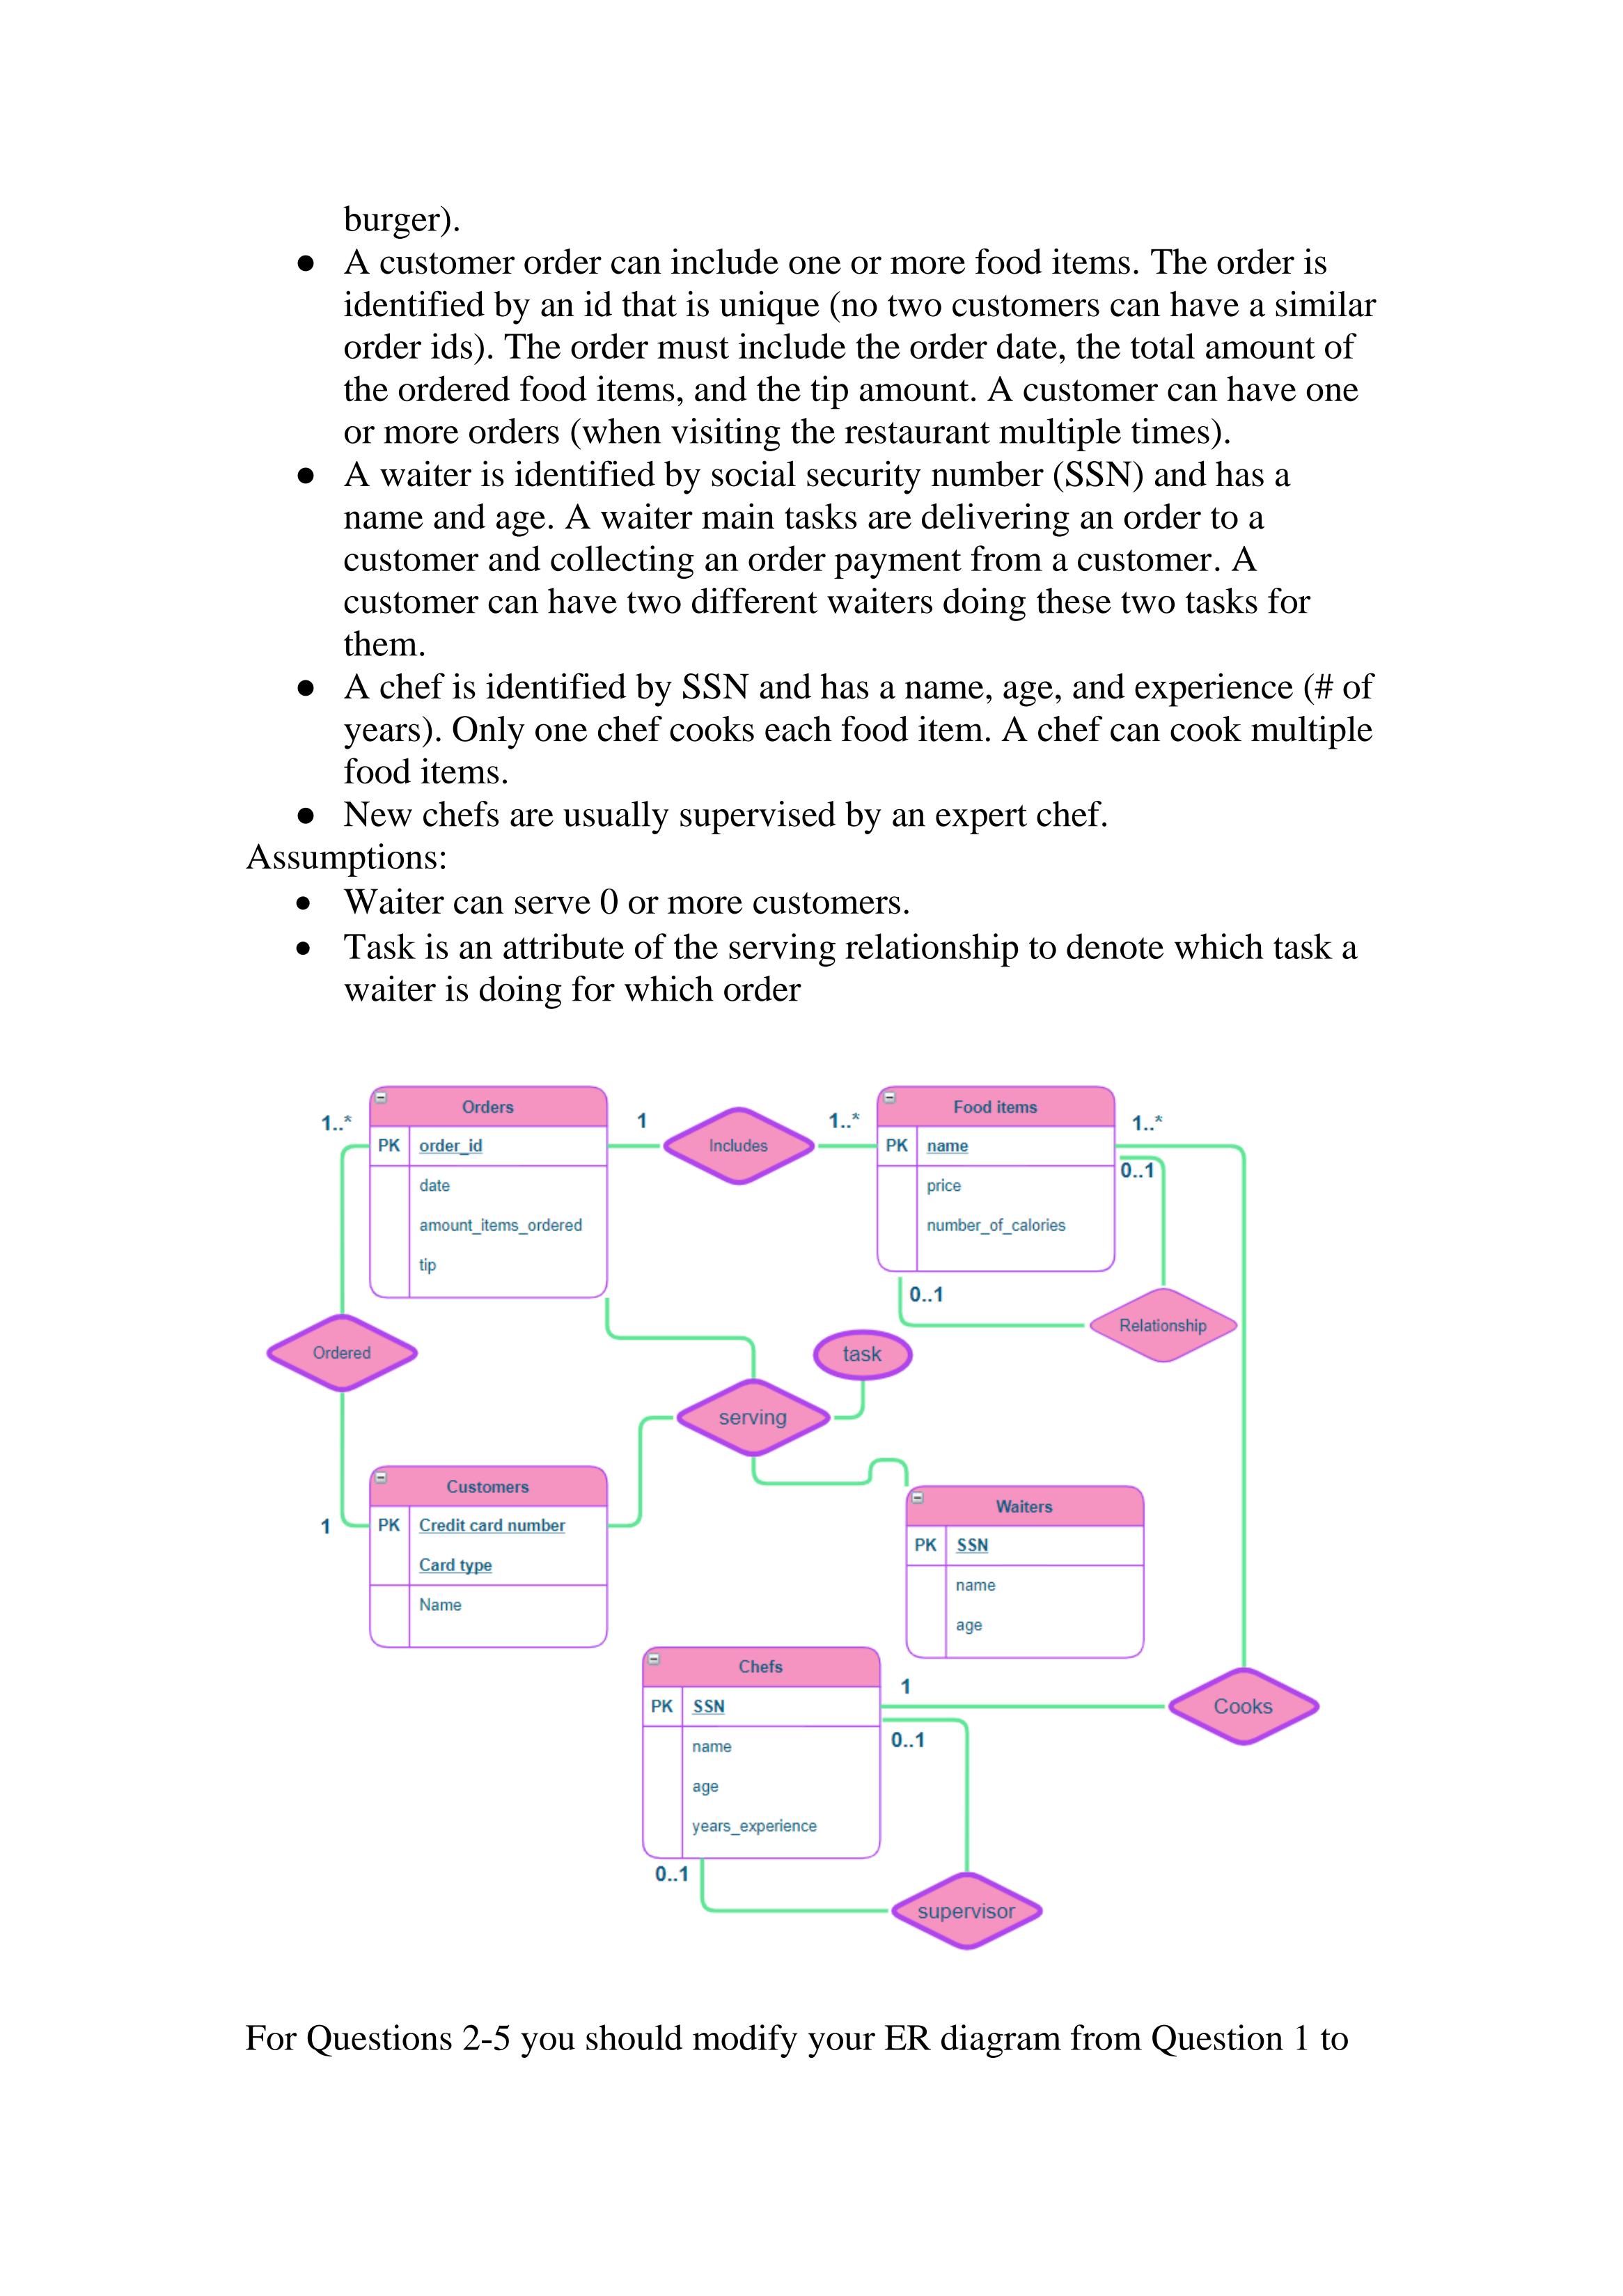 burger).
● A customer order can include one or more food items. The order is
identified by an id that is unique (no two customers can have a similar
order ids). The order must include the order date, the total amount of
the ordered food items, and the tip amount. A customer can have one
or more orders (when visiting the restaurant multiple times).
● A waiter is identified by social security number (SSN) and has a
name and age. A waiter main tasks are delivering an order to a
customer and collecting an order payment from a customer. A
customer can have two different waiters doing these two tasks for
them.
● A chef is identified by SSN and has a name, age, and experience (# of
years). Only one chef cooks each food item. A chef can cook multiple
food items.
● New chefs are usually supervised by an expert chef.
Assumptions:
• Waiter can serve 0 or more customers.
• Task is an attribute of the serving relationship to denote which task a
waiter is doing for which order
1..*
Orders
PK order_id
date
amount_items_ordered
tip
1
Includes
1..*
Food items
PK name
price
number_of_calories
1..*
0..1
0..1
Relationship
Ordered
task
serving
1
Customers
PK Credit card number
Card type
Name
Waiters
PK SSN
name
age
Chefs
PK SSN
name
age
years_experience
1
Cooks
0..1
0..1
supervisor
For Questions 2-5 you should modify your ER diagram from Question 1 to